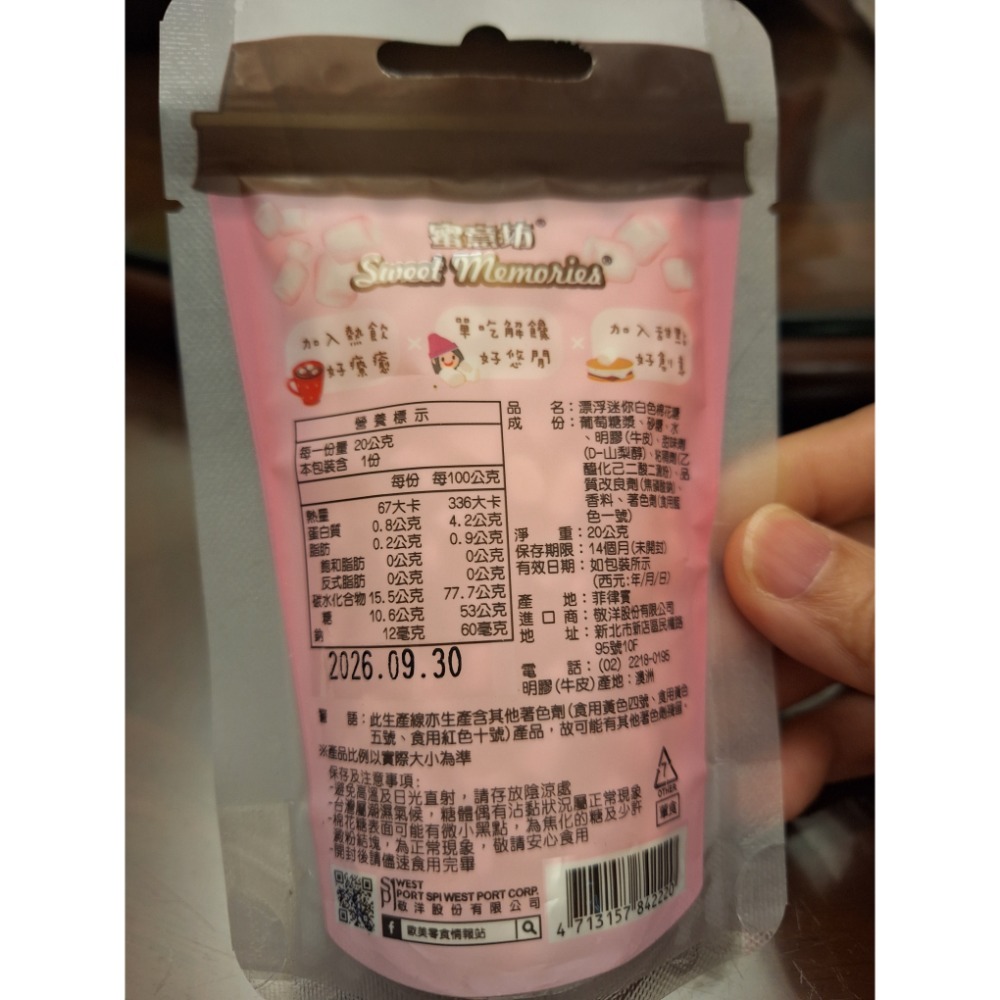 蜜意坊®
Sweet Memories®
加入熱飲
好療癒
單吃解饞
好悠閒
加入甜點
好創意
營養標示
每一份量 20公克
本包裝含 1份
每份 每100公克
熱量 67大卡 336大卡
蛋白質 0.8公克 4.2公克
脂肪 0.2公克 0.9公克
飽和脂肪 0公克 0公克
反式脂肪 0公克 0公克
碳水化合物 15.5公克 77.7公克
糖 10.6公克 53公克
鈉 12毫克 60毫克
2026.09.30
品名：漂浮迷你白色棉花糖
成份：葡萄糖漿、砂糖、水
、明膠(牛皮)、甜味劑
(D-山梨醇)、粘稠劑(乙
醯化己二酸二澱粉)、品
質改良劑(焦磷酸鈉)、
香料、著色劑(食用藍
色一號)
淨重：20公克
保存期限：14個月(未開封)
有效日期：如包裝所示
(西元:年/月/日)
產地：菲律賓
進口商：敬洋股份有限公司
地址：新北市新店區民權路
95號10F
電話：(02) 2218-0195
明膠(牛皮)產地：澳洲
警語：此生產線亦生產含其他著色劑(食用黃色四號、食用黃色
五號、食用紅色十號)產品，故可能有其他著色劑殘留。
※產品比例以實際大小為準
保存及注意事項：
-避免高溫及日光直射，請存放陰涼處
-台灣屬潮濕氣候，糖體偶有沾黏狀況屬正常現象
-棉花糖表面可能有微小黑點，為焦化的糖及少許
澱粉結塊，為正常現象，敬請安心食用
-開封後請儘速食用完畢
7
OTHER
葷食
WEST
PORT SPI WEST PORT CORP.
敬洋股份有限公司
f 歐美零食情報站
4 713157 842220